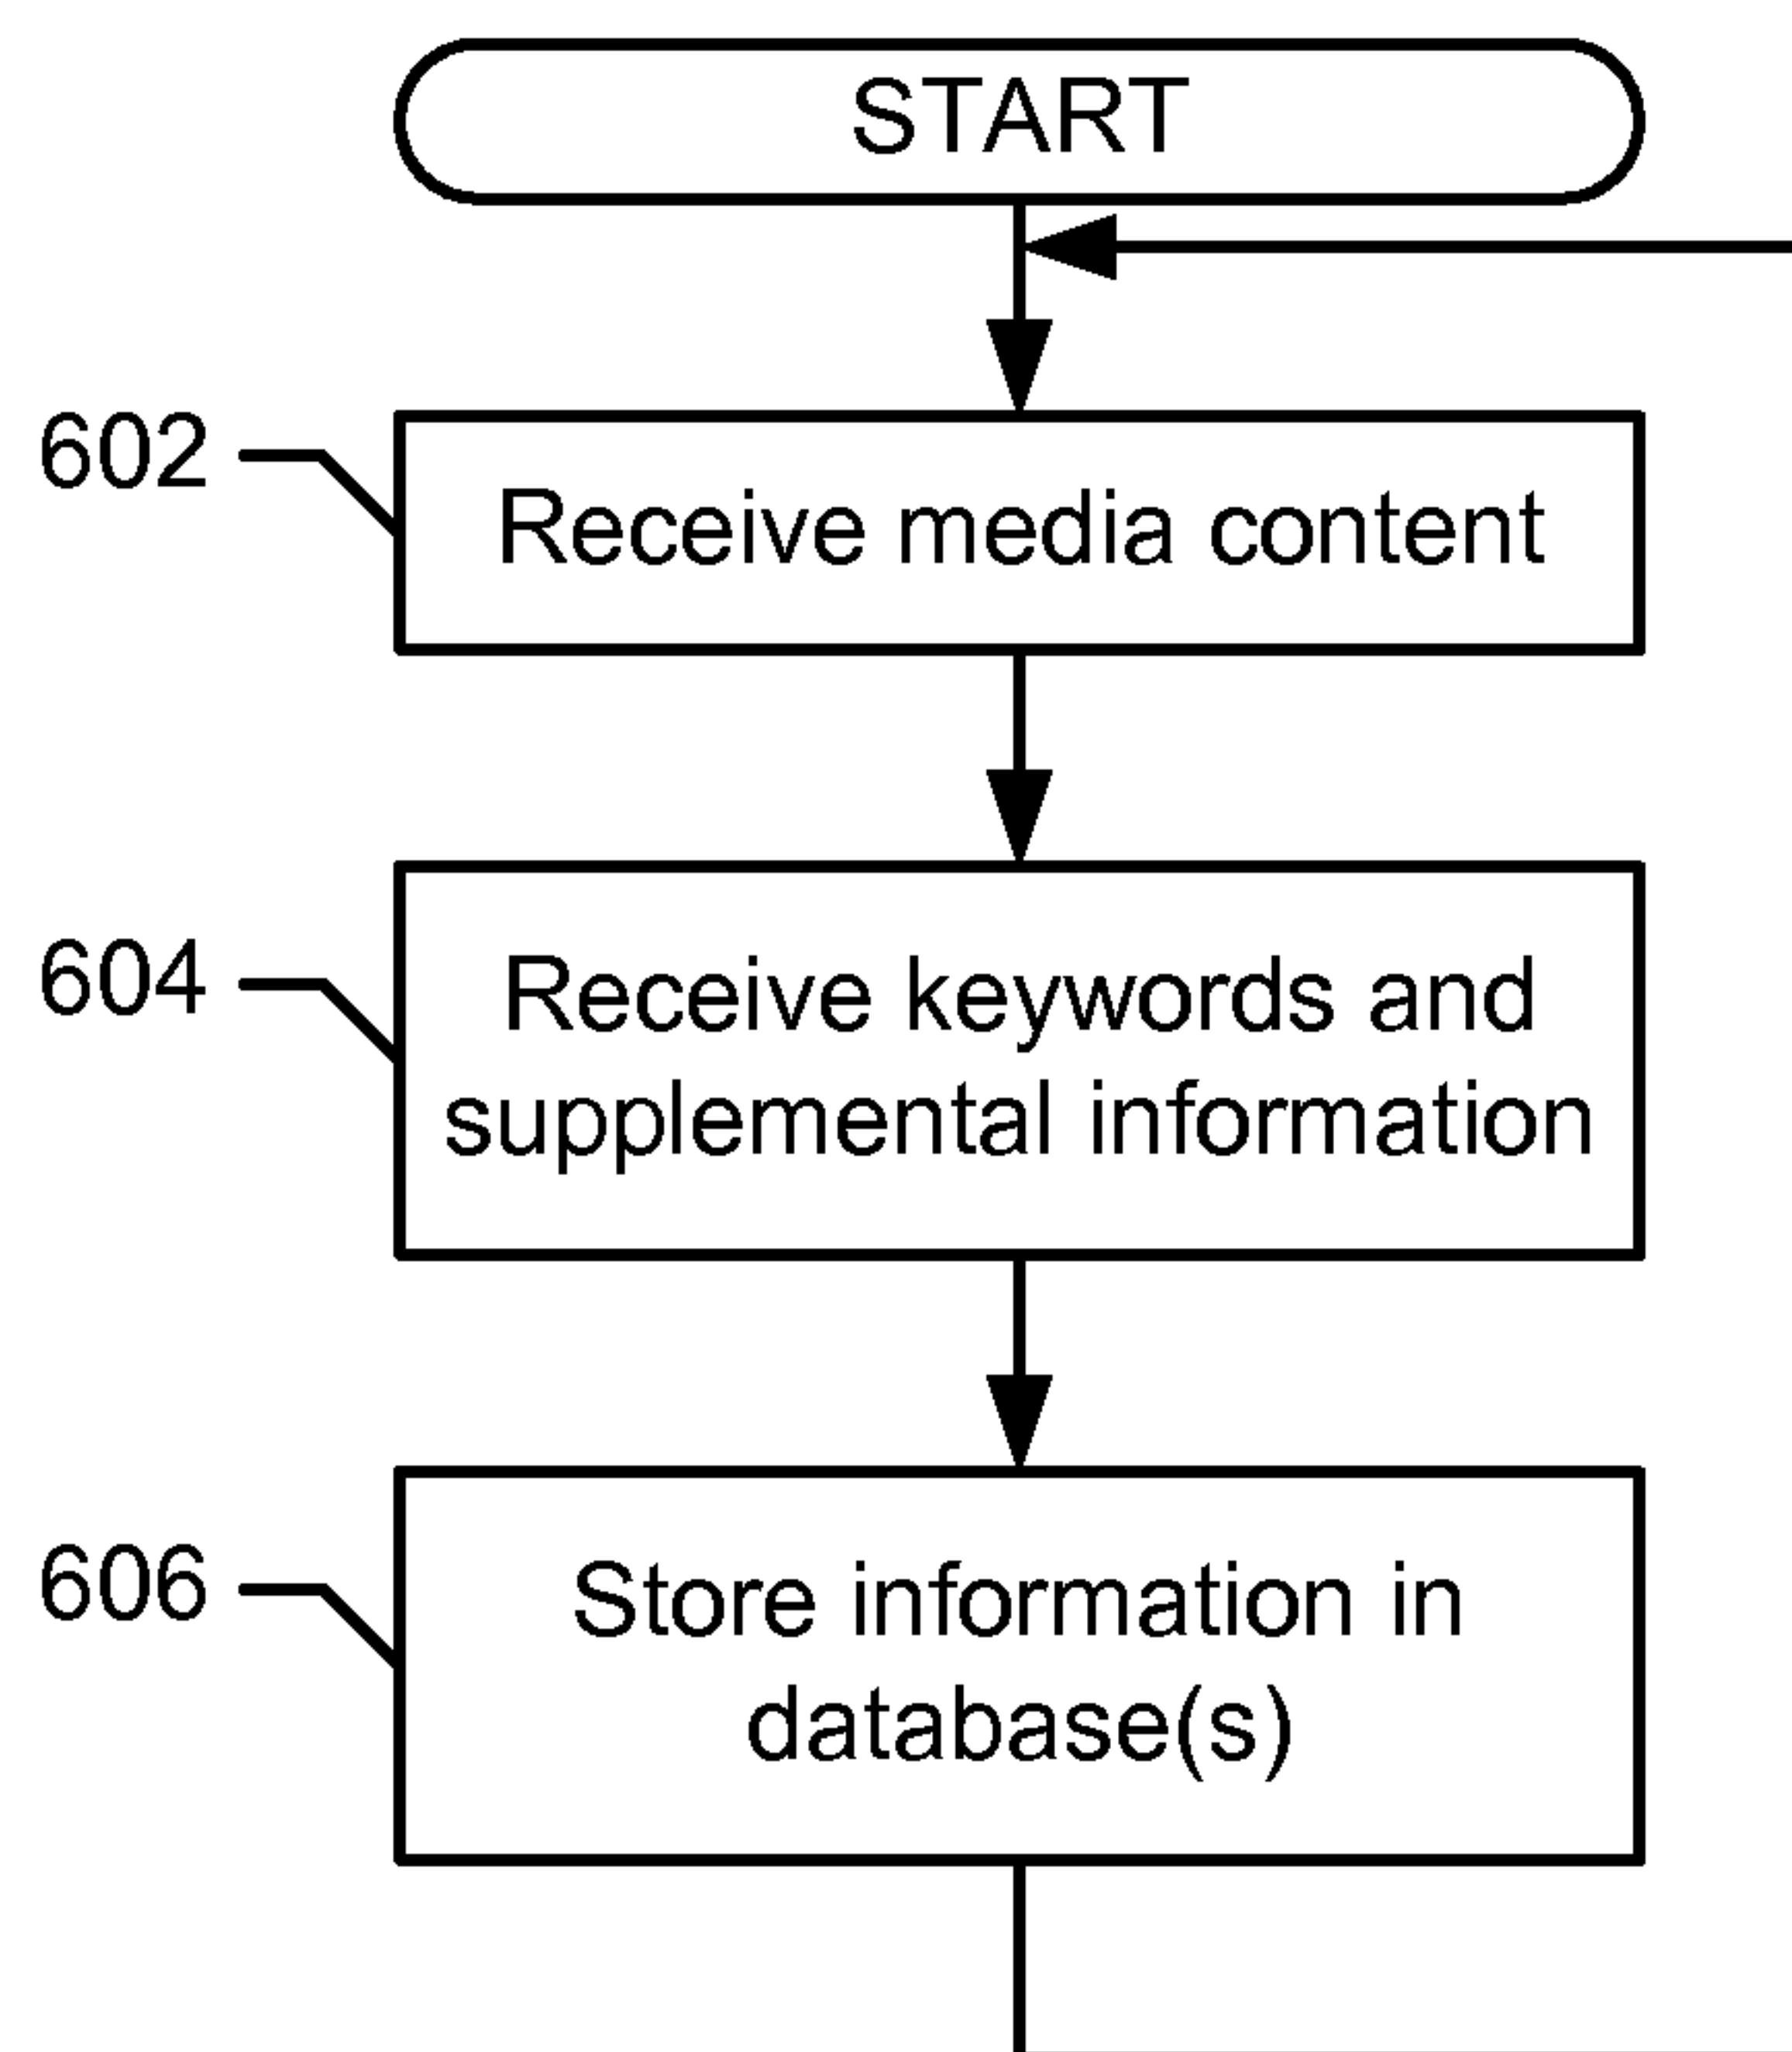 START
602
Receive media content
604
Receive keywords and
supplemental information
606
Store information in
database(s)